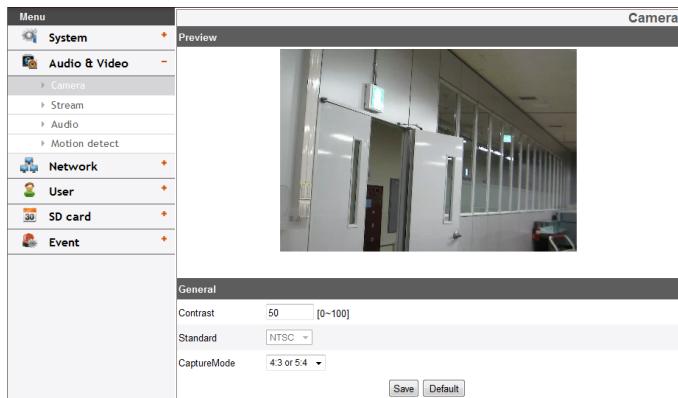 Menu
Camera
System +
Preview
Audio & Video -
Camera
Stream
Audio
Motion detect
Network +
User +
30 SD card +
Event +
General
Contrast 50 [0~100]
Standard NTSC
CaptureMode 4:3 or 5:4
Save Default